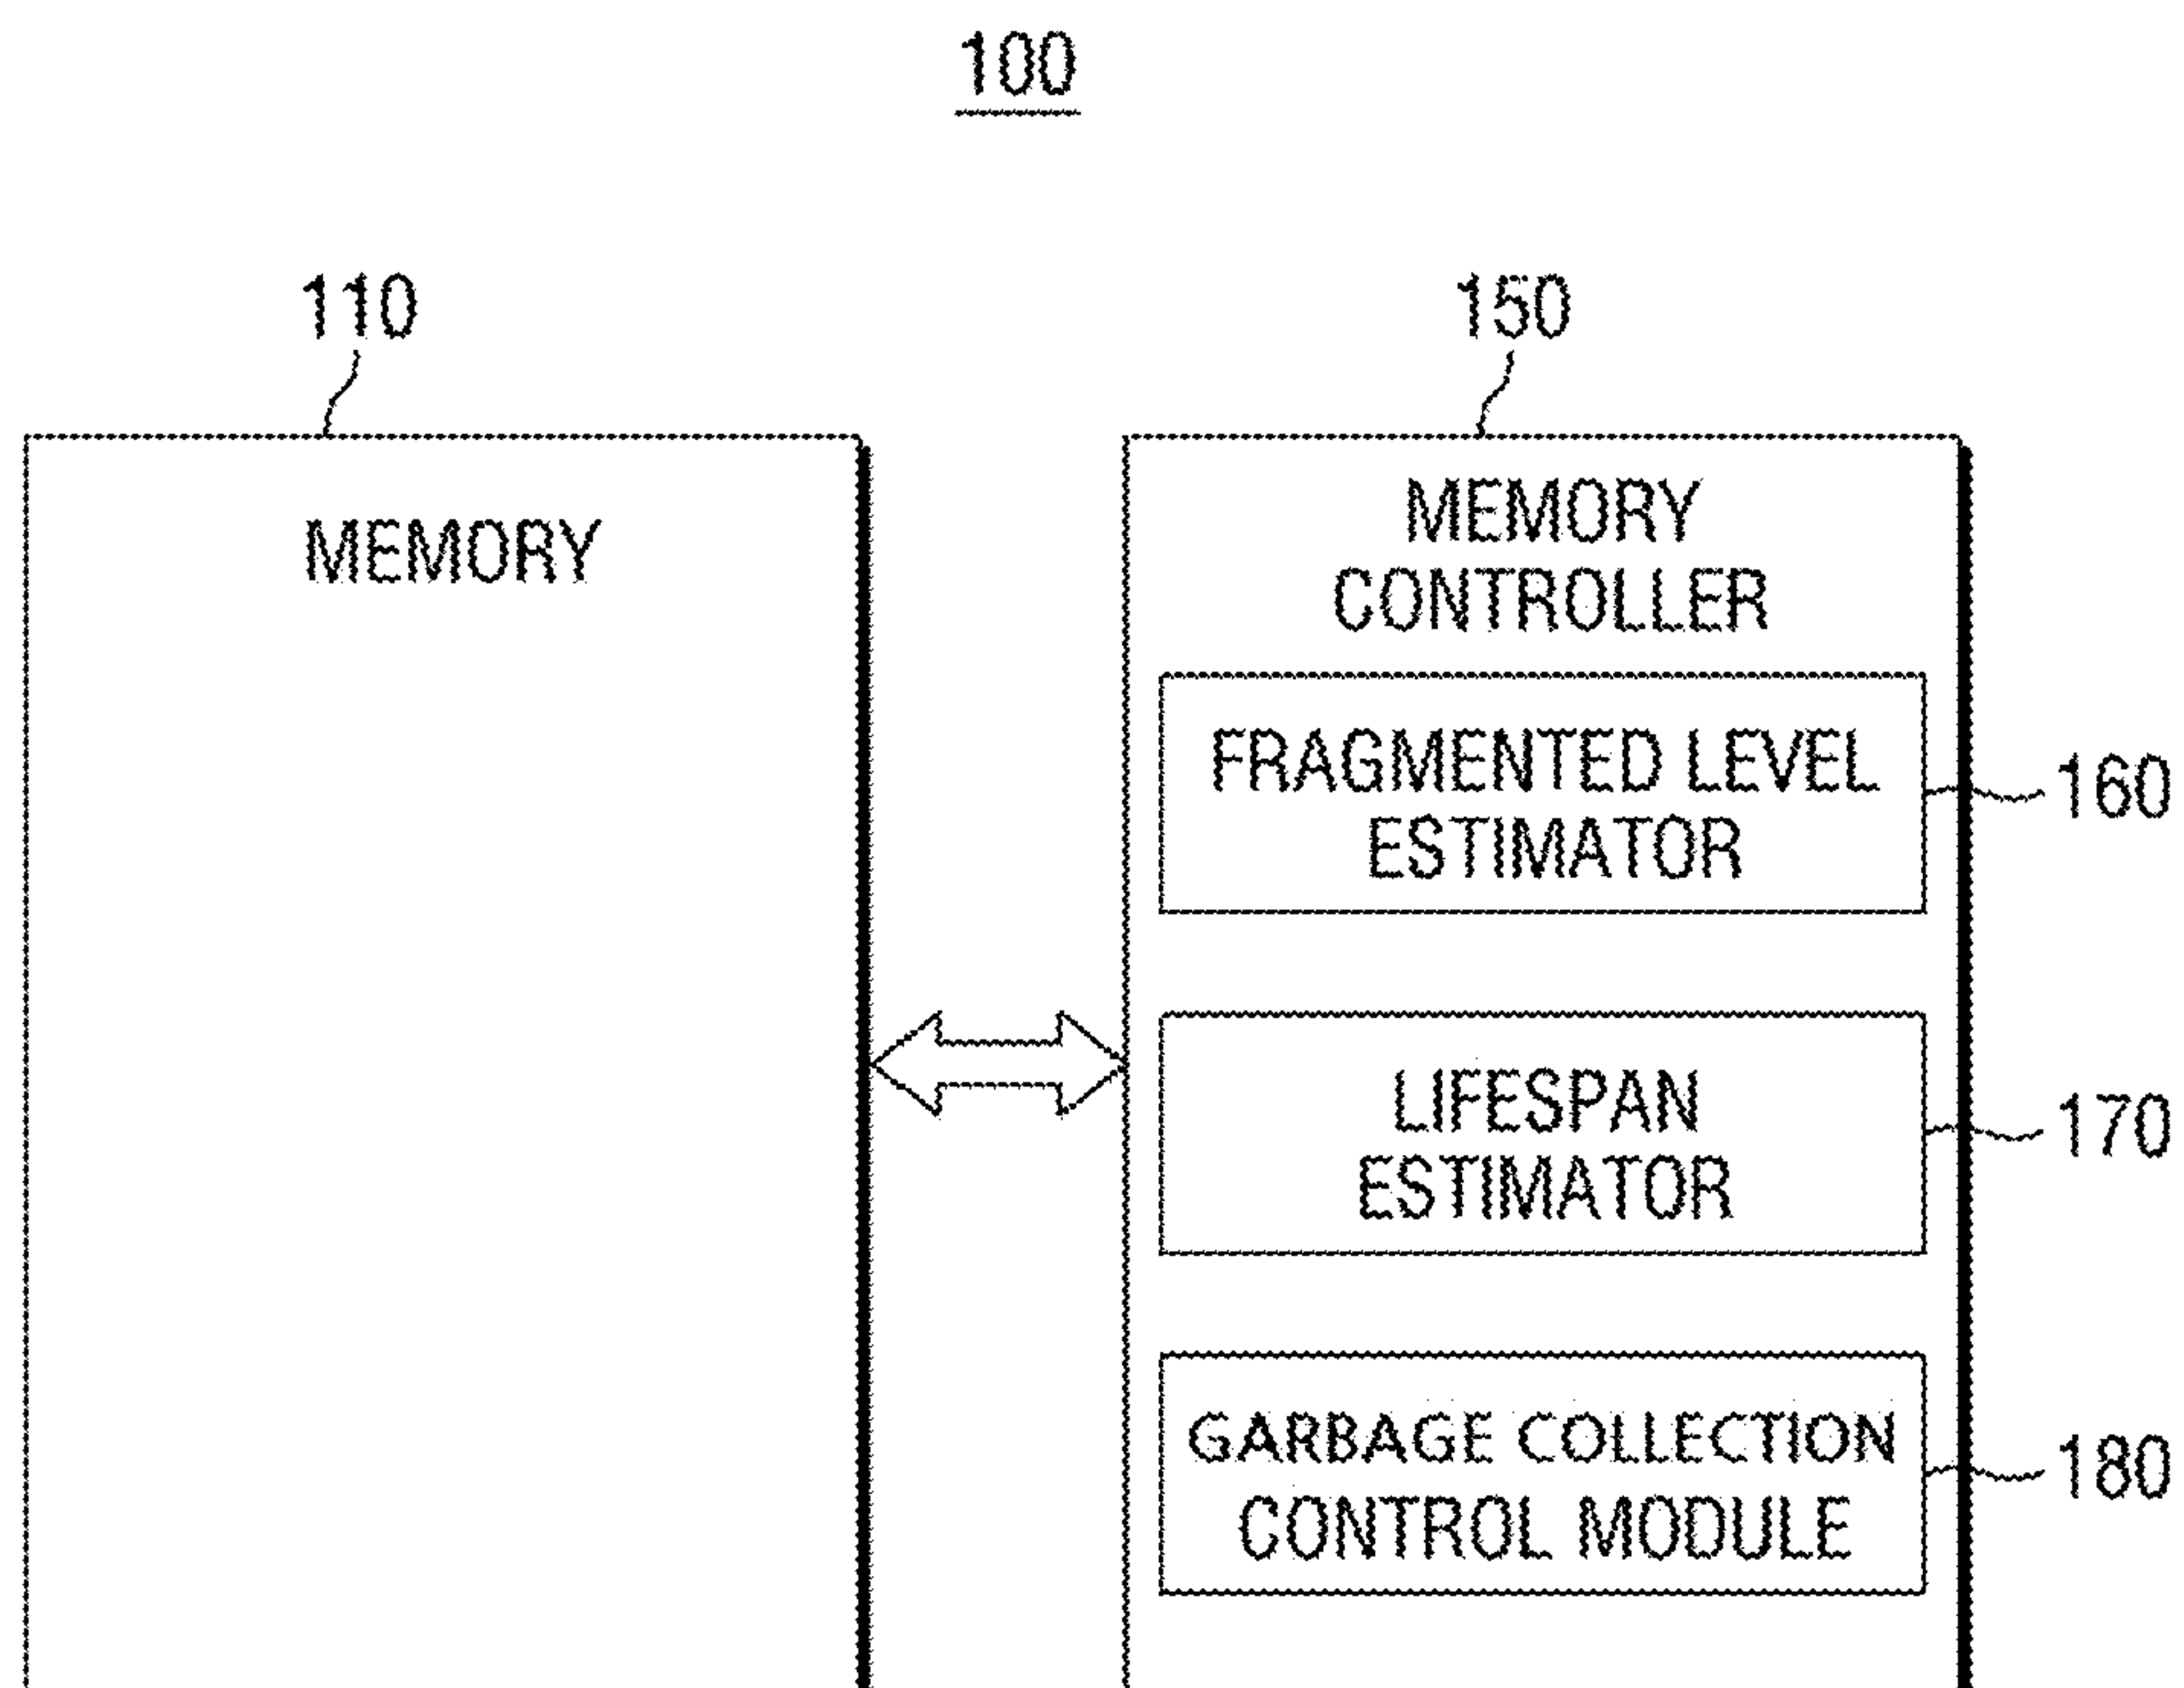 100
110
150
MEMORY
MEMORY
CONTROLLER
FRAGMENTED LEVEL
ESTIMATOR
160
LIFESPAN
ESTIMATOR
170
GARBAGE COLLECTION
CONTROL MODULE
180